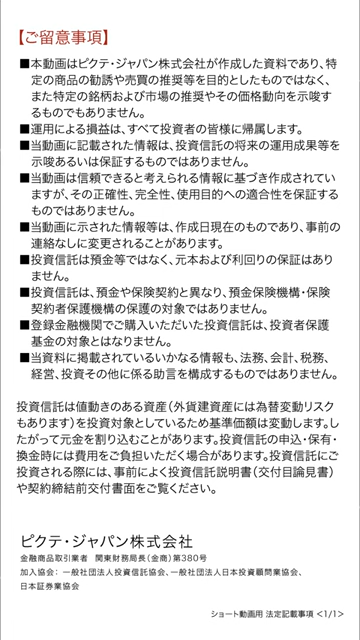 【ご留意事項】
■本動画はピクテ・ジャパン株式会社が作成した資料であり、特
定の商品の勧誘や売買の推奨等を目的としたものではなく、
また特定の銘柄および市場の推奨やその価格動向を示唆す
るものでもありません。
■運用による損益は、すべて投資者の皆様に帰属します。
■当動画に記載された情報は、投資信託の将来の運用成果等を
示唆あるいは保証するものではありません。
■当動画は信頼できると考えられる情報に基づき作成されてい
ますが、その正確性、完全性、使用目的への適合性を保証する
ものではありません。
■当動画に示された情報等は、作成日現在のものであり、事前の
連絡なしに変更されることがあります。
■投資信託は預金等ではなく、元本および利回りの保証はあり
ません。
■投資信託は、預金や保険契約と異なり、預金保険機構・保険
契約者保護機構の保護の対象ではありません。
■登録金融機関でご購入いただいた投資信託は、投資者保護
基金の対象とはなりません。
■当資料に掲載されているいかなる情報も、法務、会計、税務、
経営、投資その他に係る助言を構成するものではありません。
投資信託は値動きのある資産（外貨建資産には為替変動リスク
もあります）を投資対象としているため基準価額は変動します。し
たがって元金を割り込むことがあります。投資信託の申込・保有・
換金時には費用をご負担いただく場合があります。投資信託にご
投資される際には、事前によく投資信託説明書（交付目論見書）
や契約締結前交付書面をご覧ください。
ピクテ・ジャパン株式会社
金融商品取引業者 関東財務局長（金商）第380号
加入協会： 一般社団法人投資信託協会、一般社団法人日本投資顧問業協会、
日本証券業協会
ショート動画用 法定記載事項 <1/1>